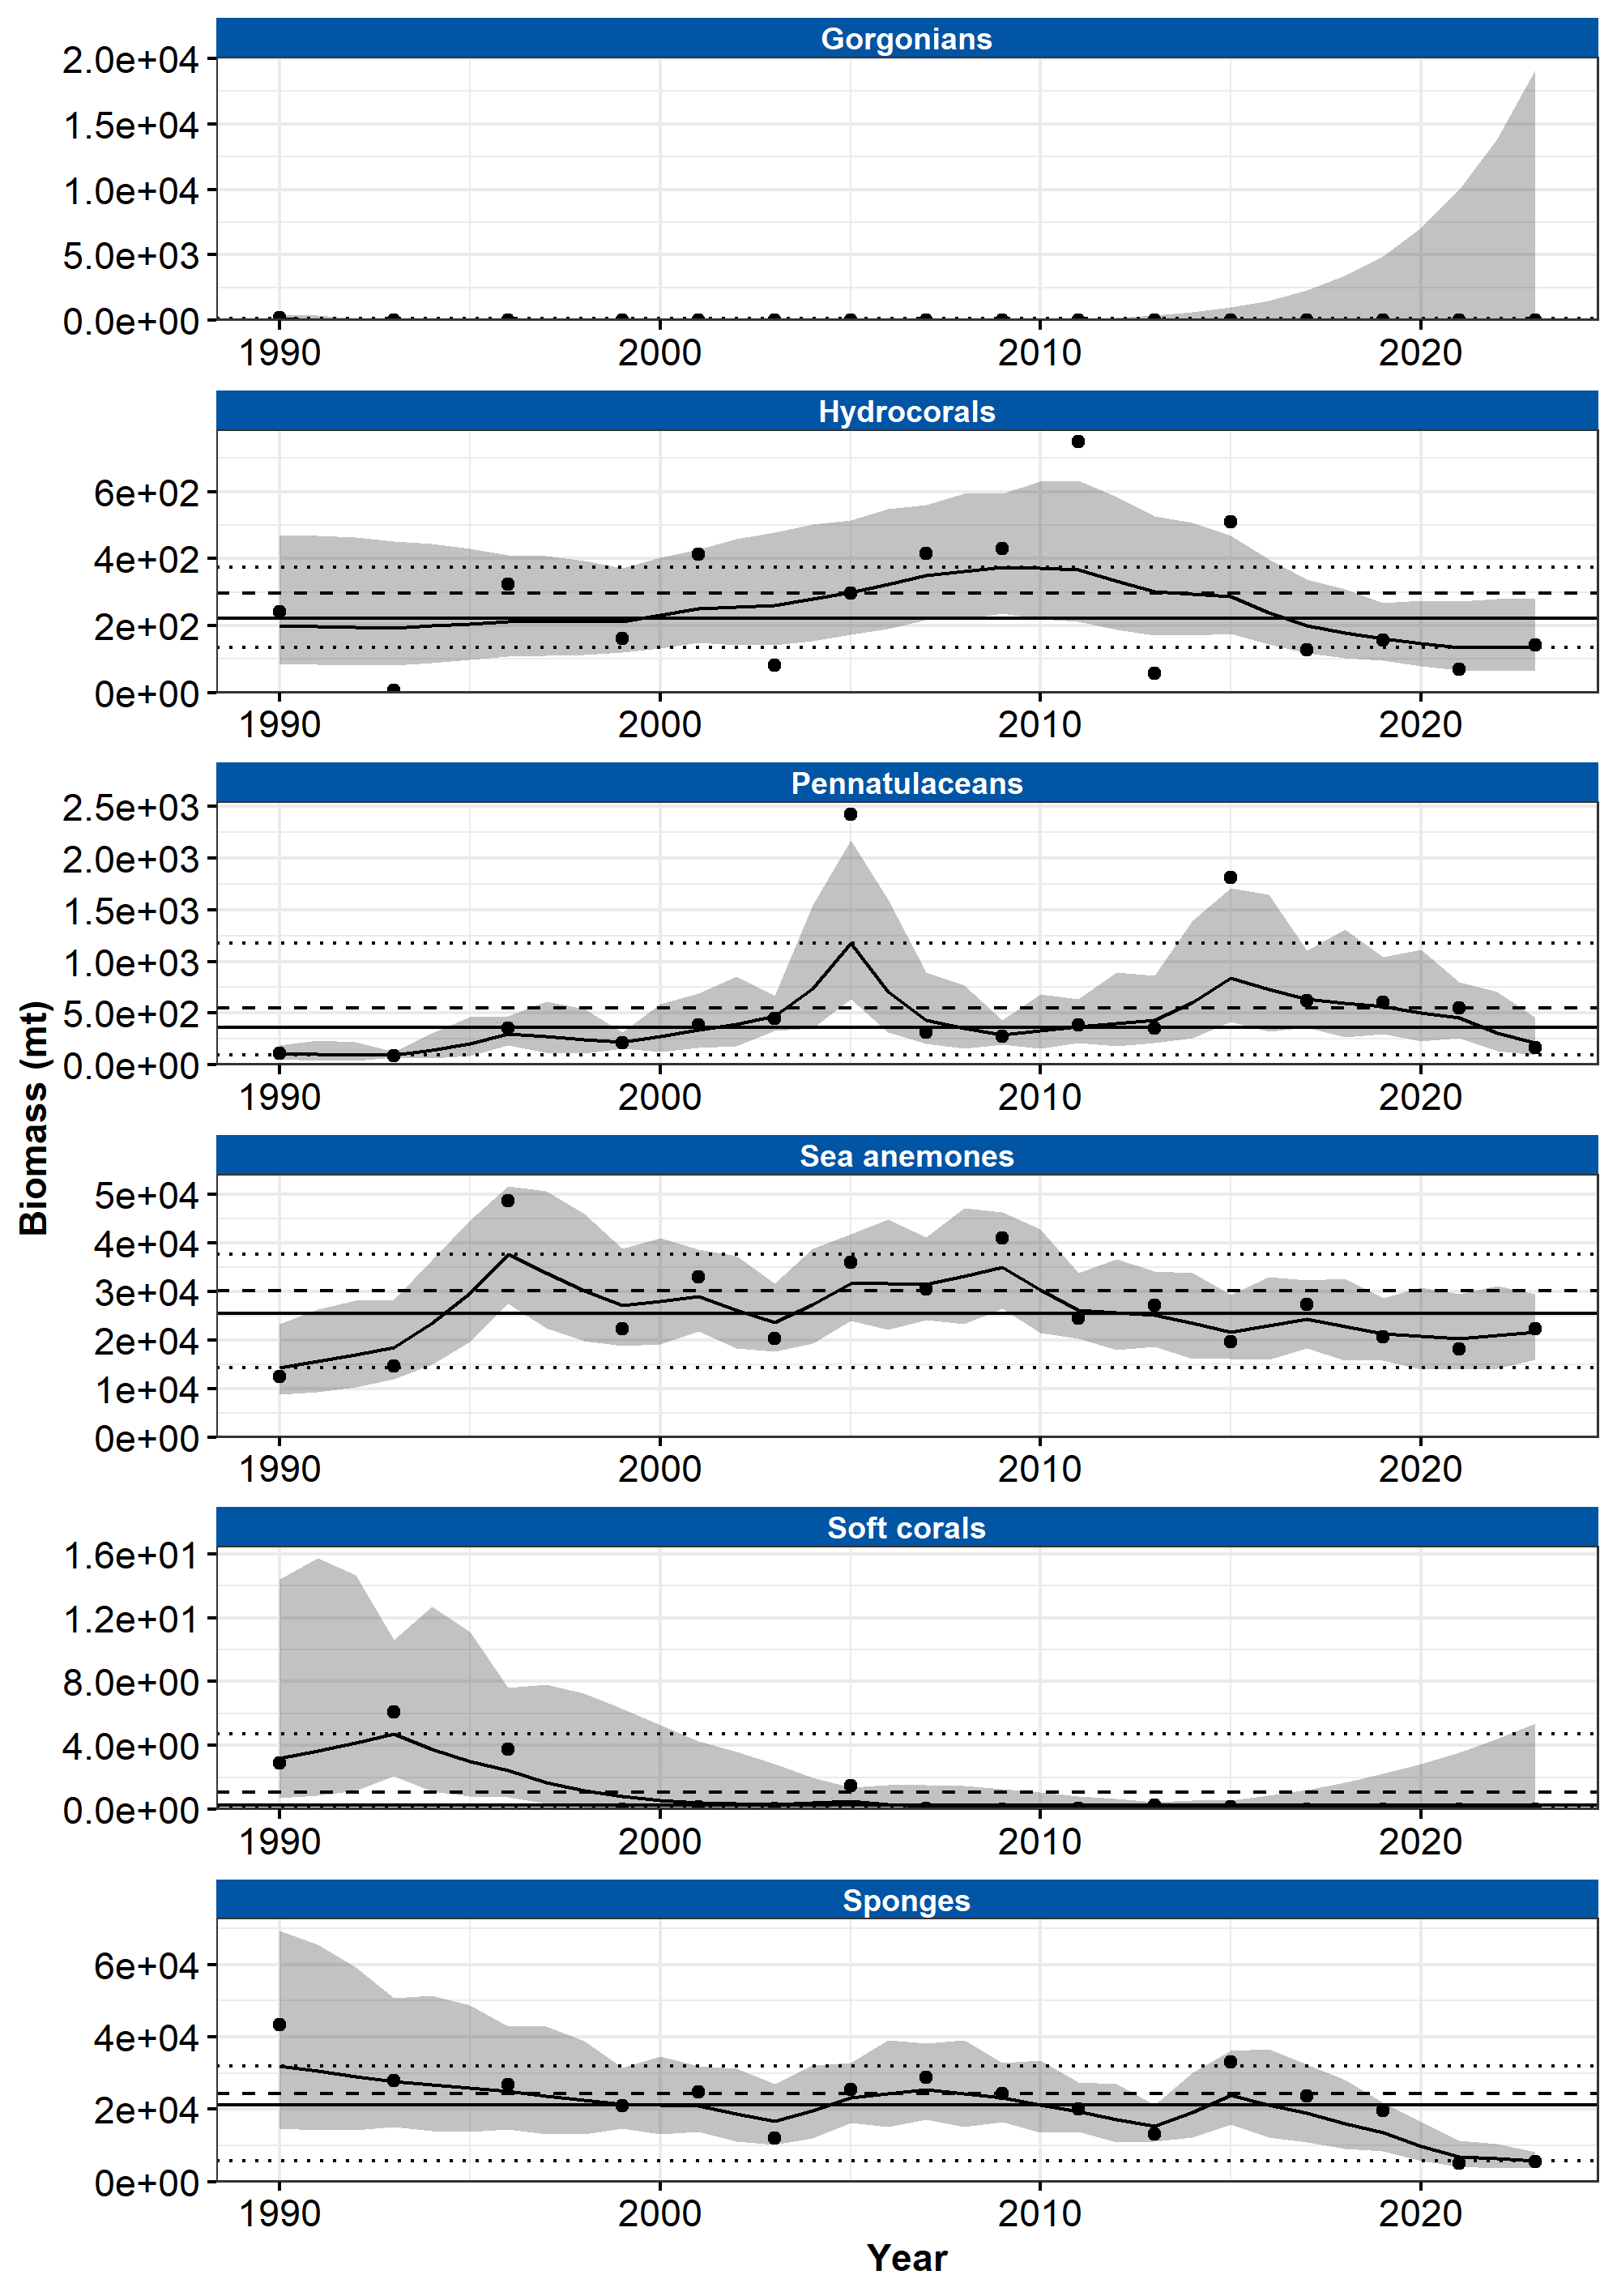 Biomass (mt)
Gorgonians
2.0e+04
1.5e+04
1.0e+04
5.0e+03
0.0e+00
1990 2000 2010 2020
Hydrocorals
6e+02
4e+02
2e+02
0e+00
1990 2000 2010 2020
Pennatulaceans
2.5e+03
2.0e+03
1.5e+03
1.0e+03
5.0e+02
0.0e+00
1990 2000 2010 2020
Sea anemones
5e+04
4e+04
3e+04
2e+04
1e+04
0e+00
1990 2000 2010 2020
Soft corals
1.6e+01
1.2e+01
8.0e+00
4.0e+00
0.0e+00
1990 2000 2010 2020
Sponges
6e+04
4e+04
2e+04
0e+00
1990 2000 2010 2020
Year